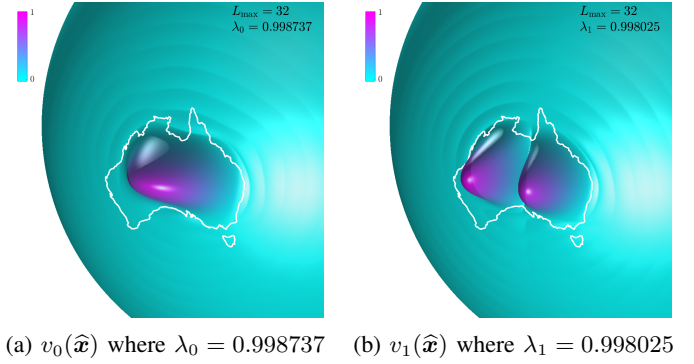 1
0
L_max = 32
λ_0 = 0.998737
1
0
L_max = 32
λ_1 = 0.998025
(a) v_0(x̂) where λ_0 = 0.998737
(b) v_1(x̂) where λ_1 = 0.998025